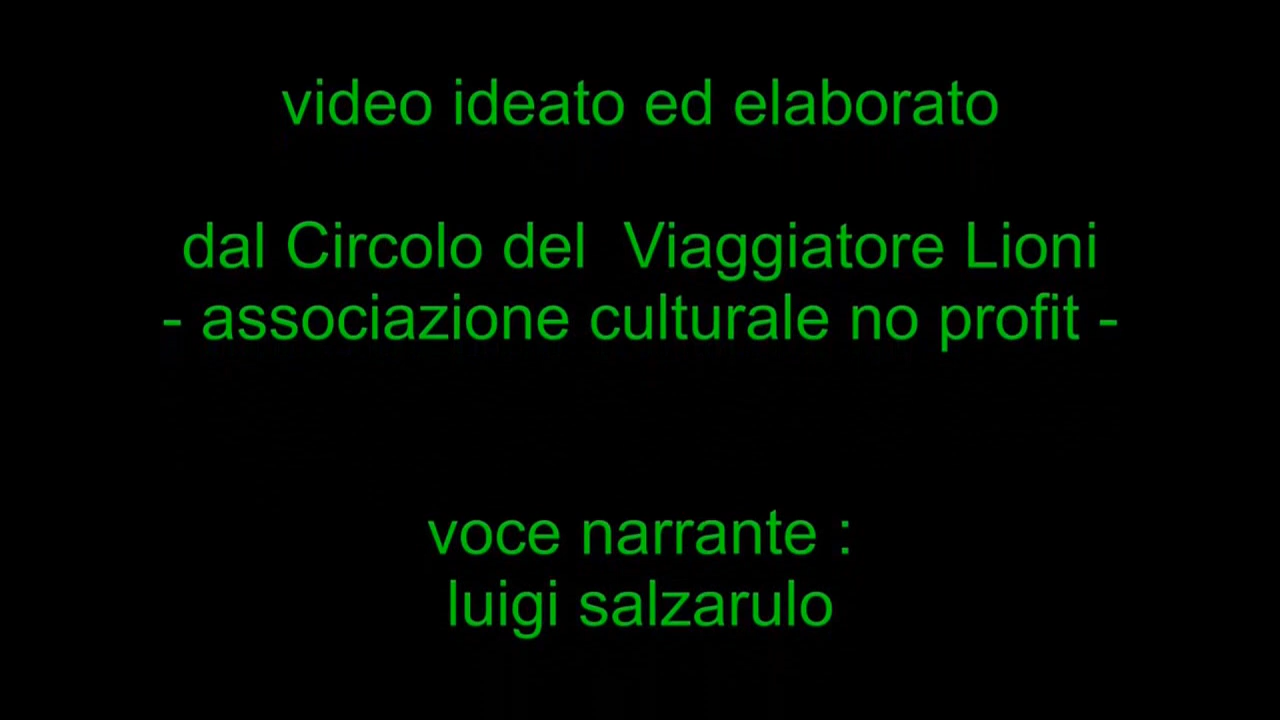 video ideato ed elaborato
dal Circolo del  Viaggiatore Lioni
- associazione culturale no profit -
voce narrante :
luigi salzarulo